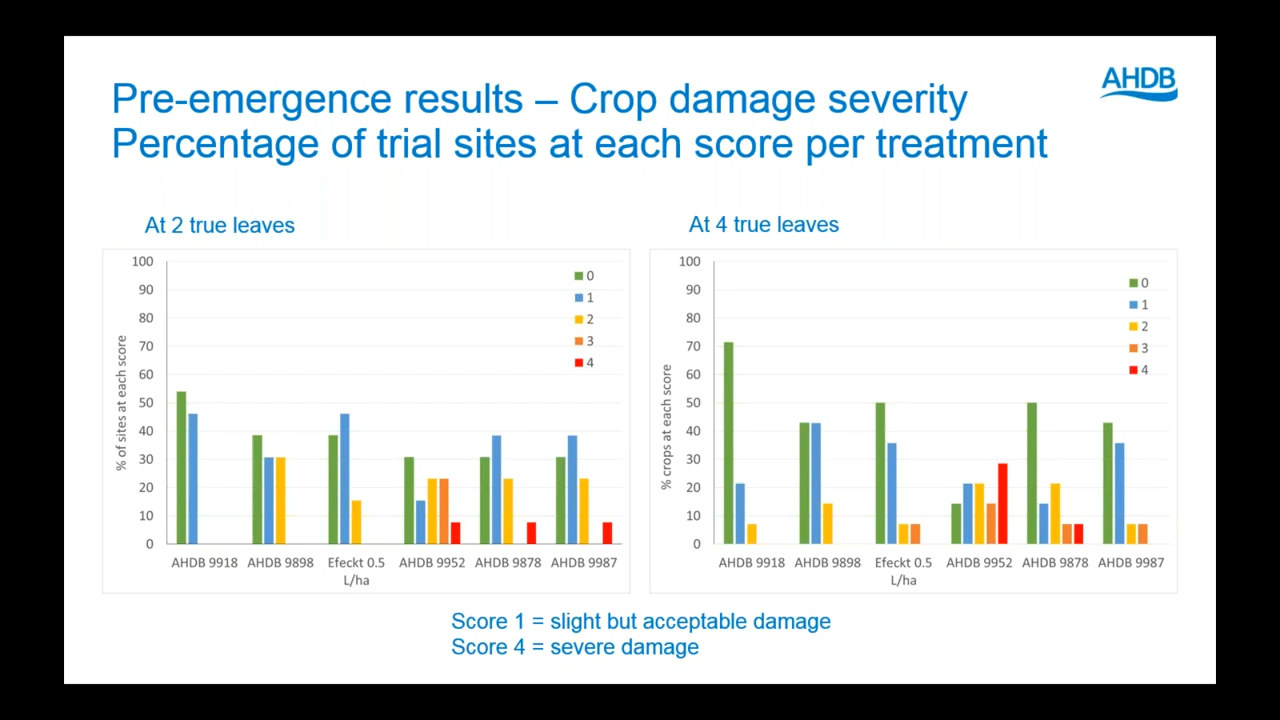 AHDB
Pre-emergence results – Crop damage severity
Percentage of trial sites at each score per treatment
At 2 true leaves
% of sites at each score
100
90
80
70
60
50
40
30
20
10
0
0
1
2
3
4
AHDB 9918
AHDB 9898
Efeckt 0.5
L/ha
AHDB 9952
AHDB 9878
AHDB 9987
At 4 true leaves
% crops at each score
100
90
80
70
60
50
40
30
20
10
0
0
1
2
3
4
AHDB 9918
AHDB 9898
Efeckt 0.5
L/ha
AHDB 9952
AHDB 9878
AHDB 9987
Score 1 = slight but acceptable damage
Score 4 = severe damage